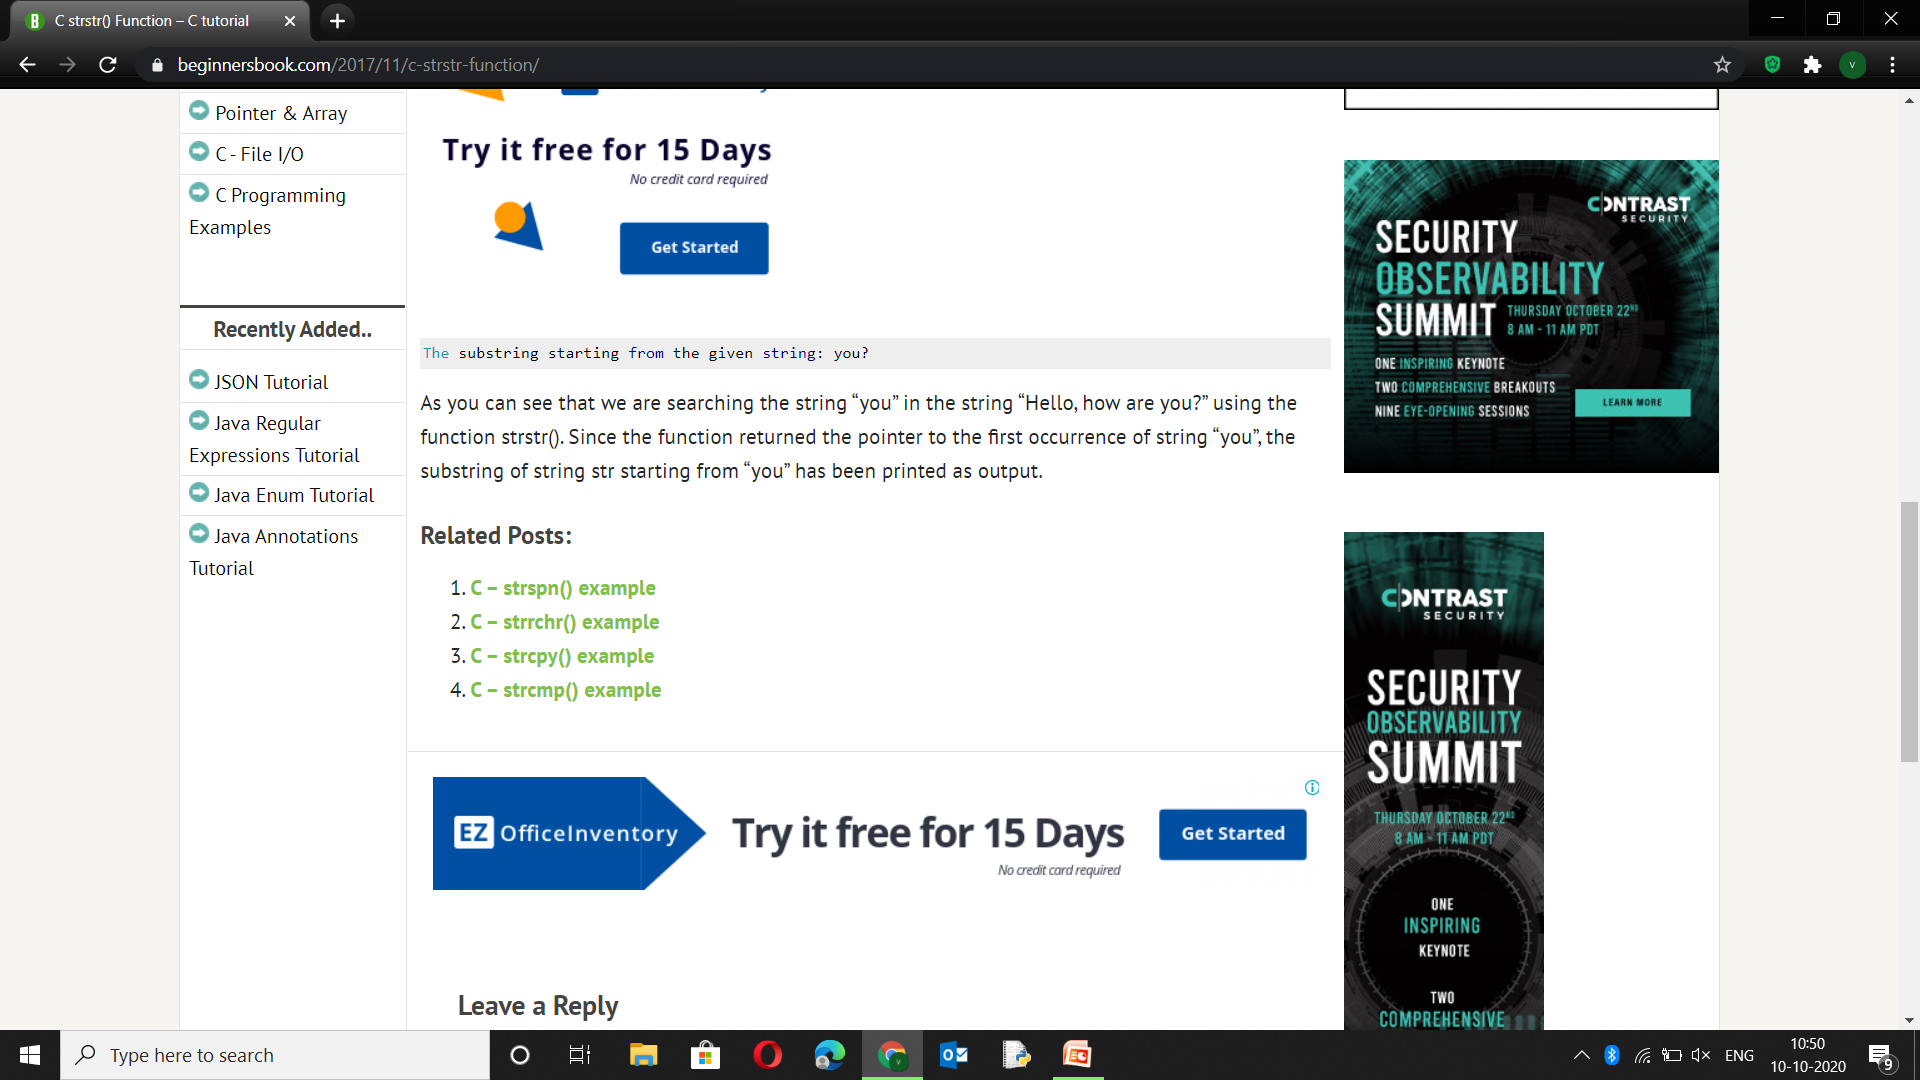 C strstr() Function – C tutorial
beginnersbook.com/2017/11/c-strstr-function/
V
Pointer & Array
C - File I/O
C Programming
Examples
Recently Added..
JSON Tutorial
Java Regular
Expressions Tutorial
Java Enum Tutorial
Java Annotations
Tutorial
Try it free for 15 Days
No credit card required
Get Started
The substring starting from the given string: you?
As you can see that we are searching the string “you” in the string “Hello, how are you?” using the
function strstr(). Since the function returned the pointer to the first occurrence of string “you”, the
substring of string str starting from “you” has been printed as output.
Related Posts:
1. C – strspn() example
2. C – strrchr() example
3. C – strcpy() example
4. C – strcmp() example
EZ OfficeInventory
Try it free for 15 Days
No credit card required
Get Started
Leave a Reply
CONTRAST
SECURITY
SECURITY
OBSERVABILITY
SUMMIT
THURSDAY OCTOBER 22ND
8 AM - 11 AM PDT
ONE INSPIRING KEYNOTE
TWO COMPREHENSIVE BREAKOUTS
NINE EYE-OPENING SESSIONS
LEARN MORE
CONTRAST
SECURITY
SECURITY
OBSERVABILITY
SUMMIT
THURSDAY OCTOBER 22ND
8 AM - 11 AM PDT
ONE
INSPIRING
KEYNOTE
TWO
COMPREHENSIVE
Type here to search
ENG
10:50
10-10-2020
9